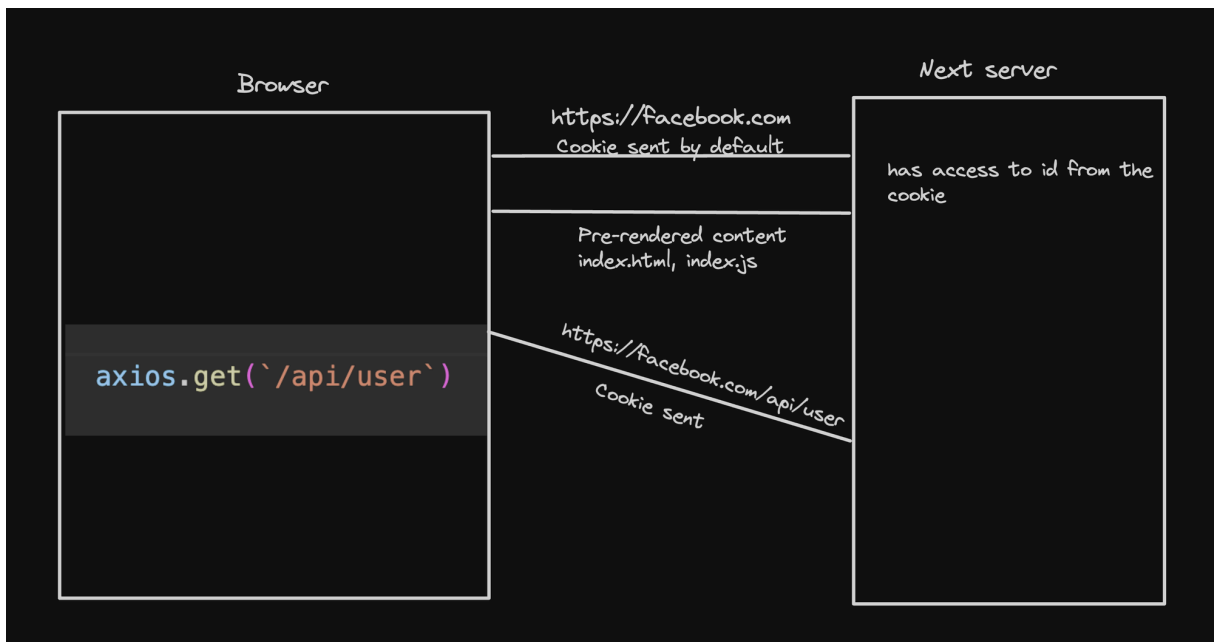 Browser
Next server
https://facebook.com
Cookie sent by default
has access to id from the
cookie
Pre-rendered content
index.html, index.js
https://facebook.com/api/user
Cookie sent
axios.get(`/api/user`)